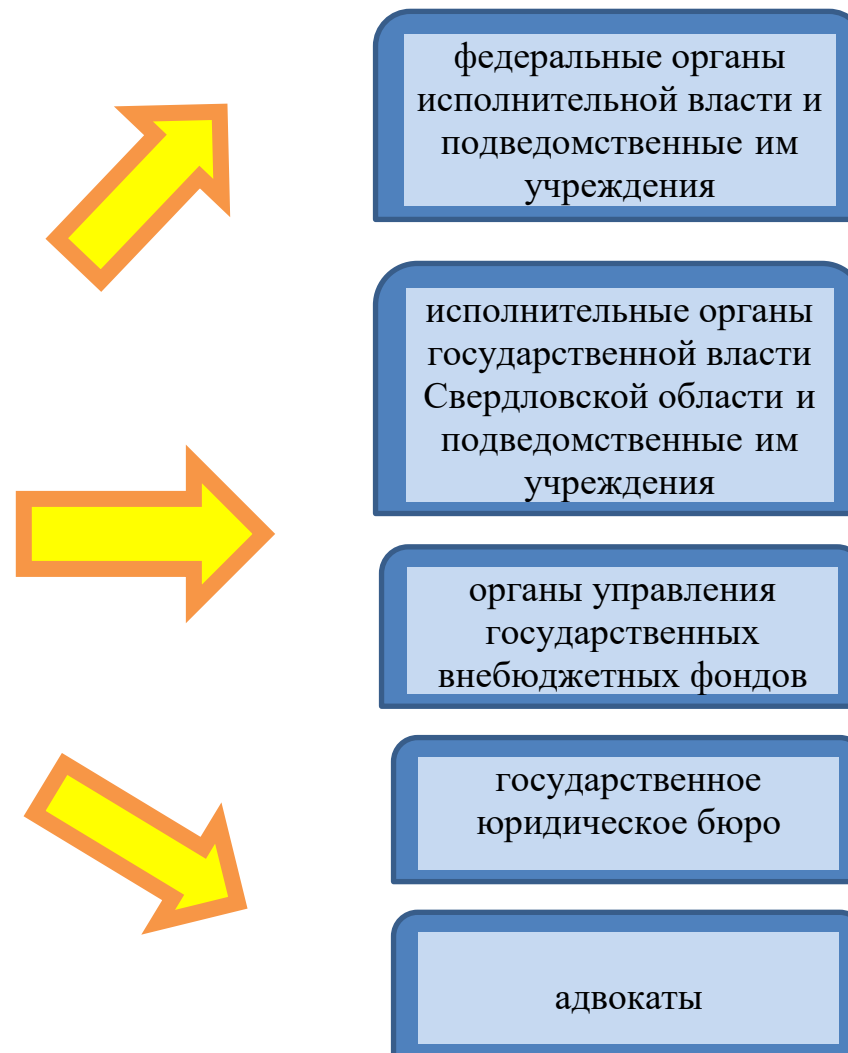 федеральные органы
исполнительной власти и
подведомственные им
учреждения
исполнительные органы
государственной власти
Свердловской области и
подведомственные им
учреждения
органы управления
государственных
внебюджетных фондов
государственное
юридическое бюро
адвокаты